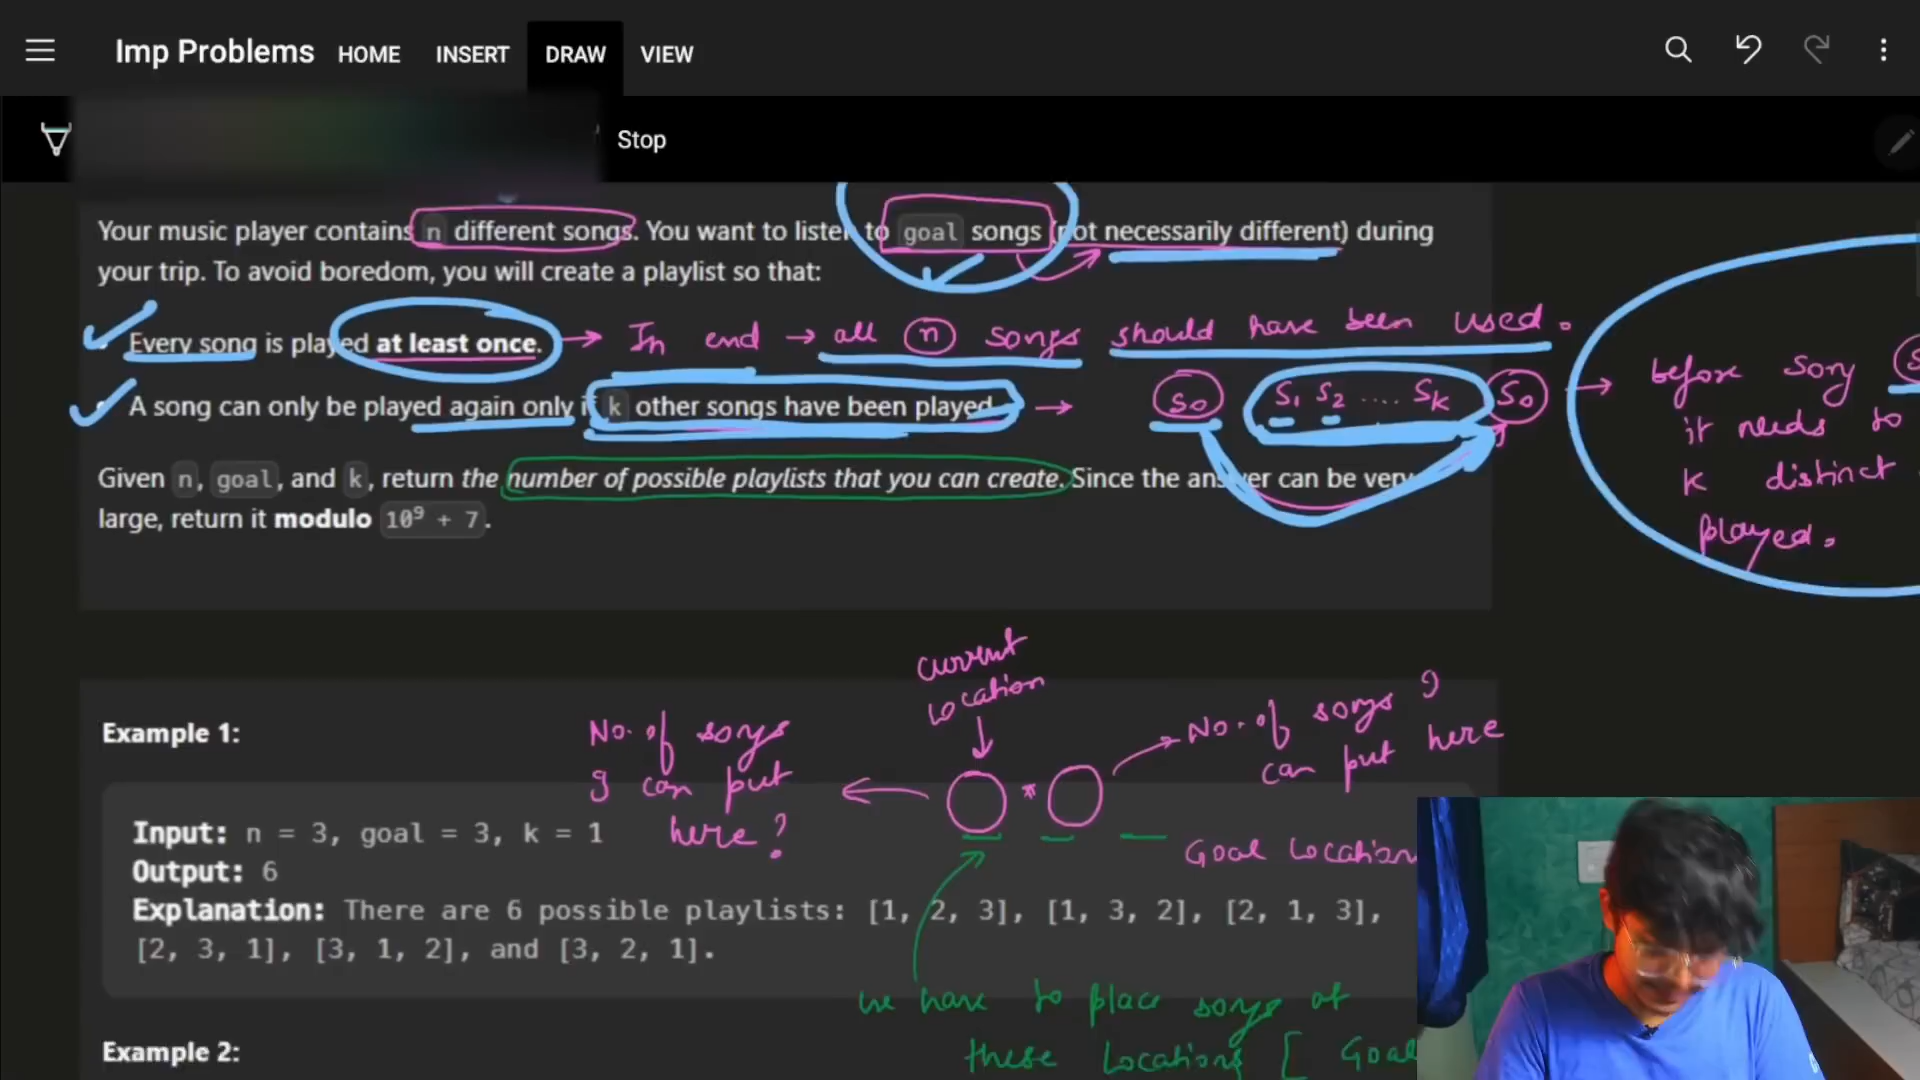 Imp Problems HOME INSERT DRAW VIEW
Stop
Your music player contains n different songs. You want to listen to goal songs (not necessarily different) during
your trip. To avoid boredom, you will create a playlist so that:
Every song is played at least once. → In end → all n songs should have been used.
A song can only be played again only if k other songs have been played → S0 S1 S2 .... Sk S0 →
before song S
it needs to
k distinct
played.
Given n, goal, and k, return the number of possible playlists that you can create. Since the answer can be very
large, return it modulo 10⁹ + 7.
current
location
No. of songs
I can put
here?
*
No. of songs I
can put here
Goal Location
Example 1:
Input: n = 3, goal = 3, k = 1
Output: 6
Explanation: There are 6 possible playlists: [1, 2, 3], [1, 3, 2], [2, 1, 3],
[2, 3, 1], [3, 1, 2], and [3, 2, 1].
we have to place songs at
these locations [ Goal
Example 2: